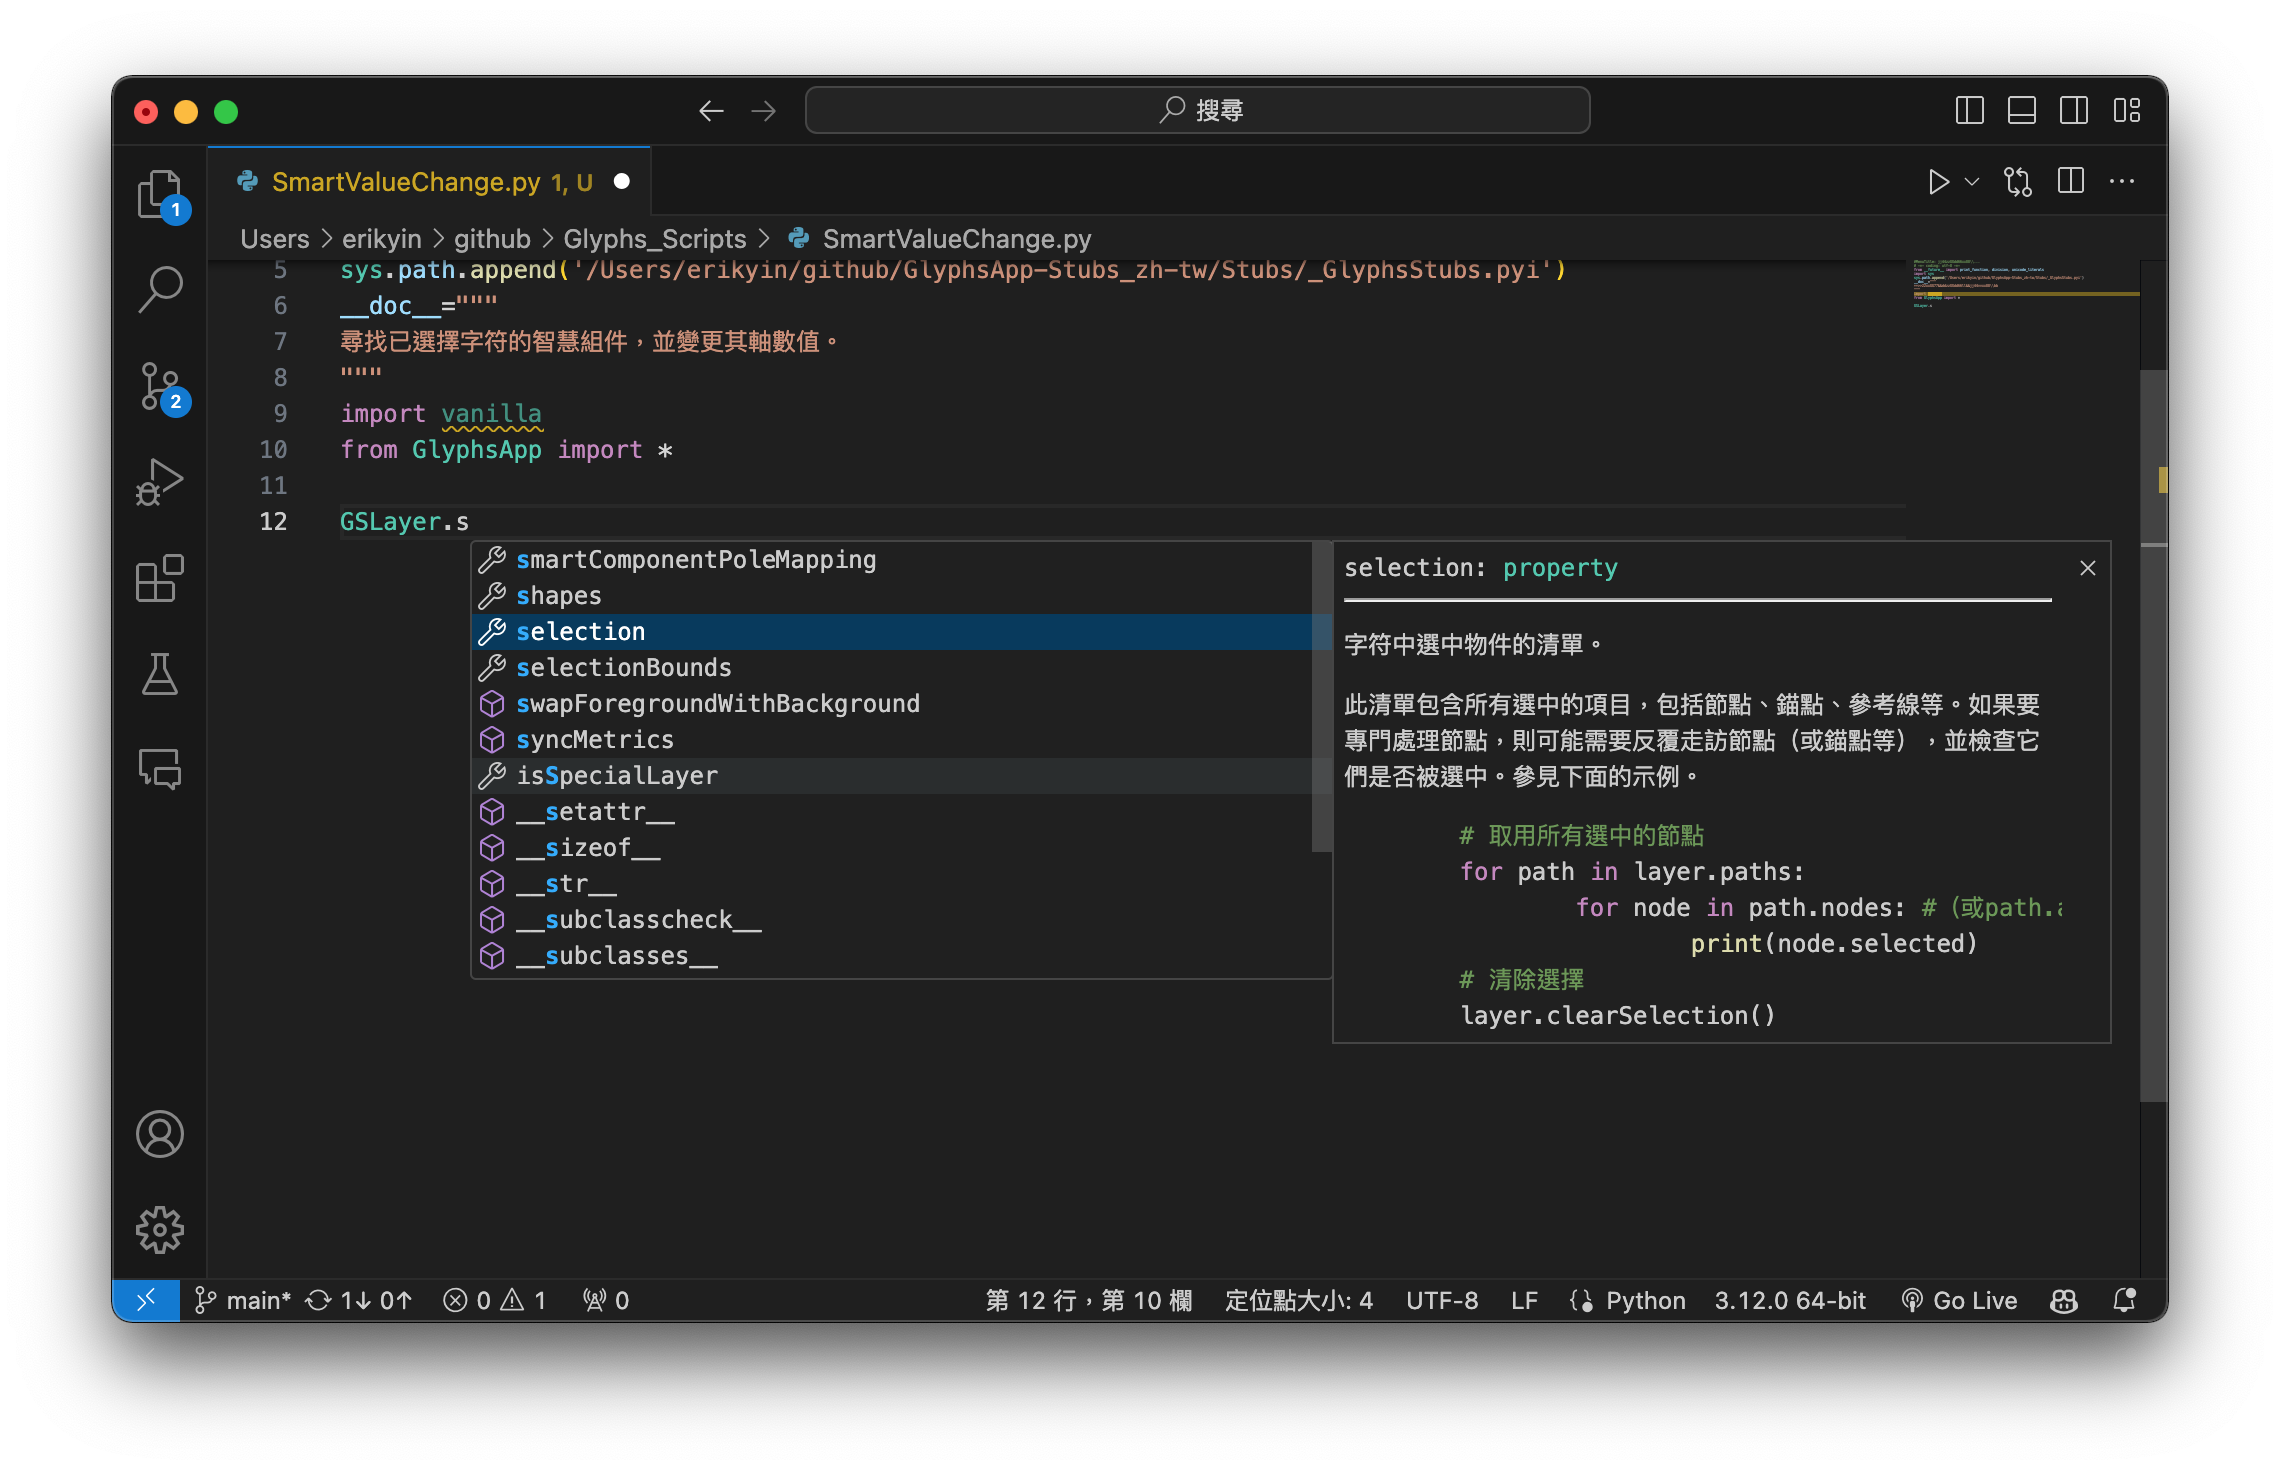 搜尋
SmartValueChange.py 1, U
Users > erikyin > github > Glyphs_Scripts > SmartValueChange.py
1
2
5 sys.path.append('/Users/erikyin/github/GlyphsApp-Stubs_zh-tw/Stubs/_GlyphsStubs.pyi')
6 __doc__="""
7 尋找已選擇字符的智慧組件，並變更其軸數值。
8 """
9 import vanilla
10 from GlyphsApp import *
11
12 GSLayer.s
smartComponentPoleMapping
shapes
selection
selectionBounds
swapForegroundWithBackground
syncMetrics
isSpecialLayer
__setattr__
__sizeof__
__str__
__subclasscheck__
__subclasses__
selection: property
字符中選中物件的清單。
此清單包含所有選中的項目，包括節點、錨點、參考線等。如果要
專門處理節點，則可能需要反覆走訪節點（或錨點等），並檢查它
們是否被選中。參見下面的示例。
# 取用所有選中的節點
for path in layer.paths:
for node in path.nodes: #（或path.
print(node.selected)
# 清除選擇
layer.clearSelection()
main* 1↓ 0↑ 0 1 0 第 12 行，第 10 欄 定位點大小: 4 UTF-8 LF Python 3.12.0 64-bit Go Live